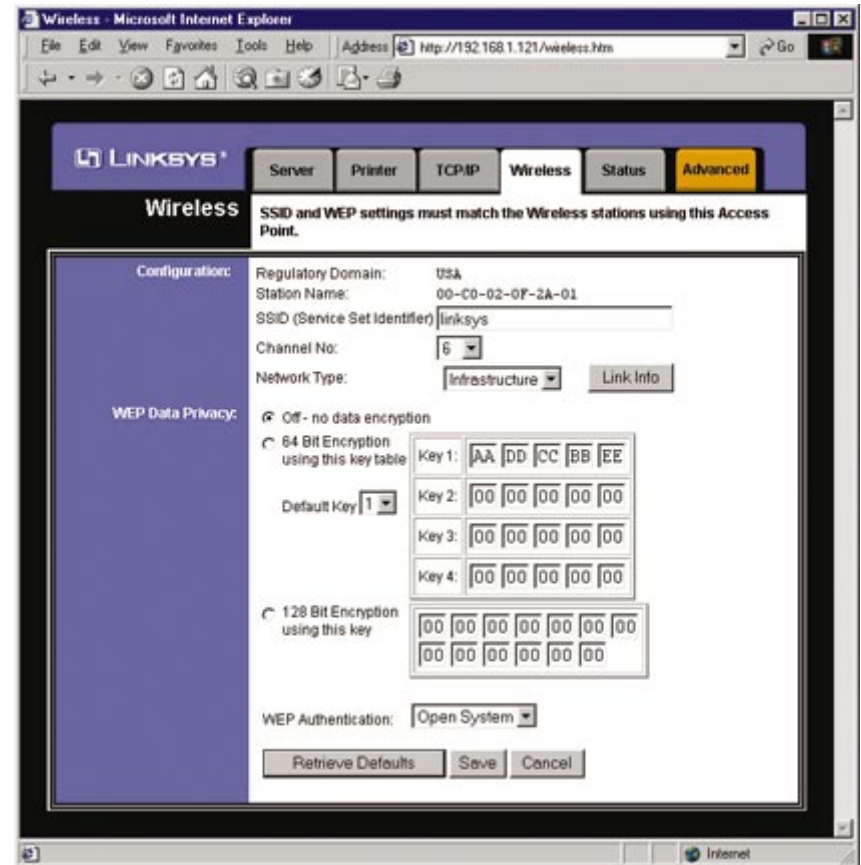 Wireless - Microsoft Internet Explorer
File Edit View Favorites Tools Help Address http://192.168.1.121/wireless.htm Go
LINKSYS®
Server Printer TCP/IP Wireless Status Advanced
Wireless
SSID and WEP settings must match the Wireless stations using this Access
Point.
Configuration:
Regulatory Domain: USA
Station Name: 00-C0-02-0F-2A-01
SSID (Service Set Identifier) linksys
Channel No: 6
Network Type: Infrastructure Link Info
WEP Data Privacy:
Off - no data encryption
64 Bit Encryption
using this key table
Key 1: AA DD CC BB EE
Default Key 1
Key 2: 00 00 00 00 00
Key 3: 00 00 00 00 00
Key 4: 00 00 00 00 00
128 Bit Encryption
using this key
00 00 00 00 00 00 00
00 00 00 00 00 00
WEP Authentication: Open System
Retrieve Defaults Save Cancel
Internet